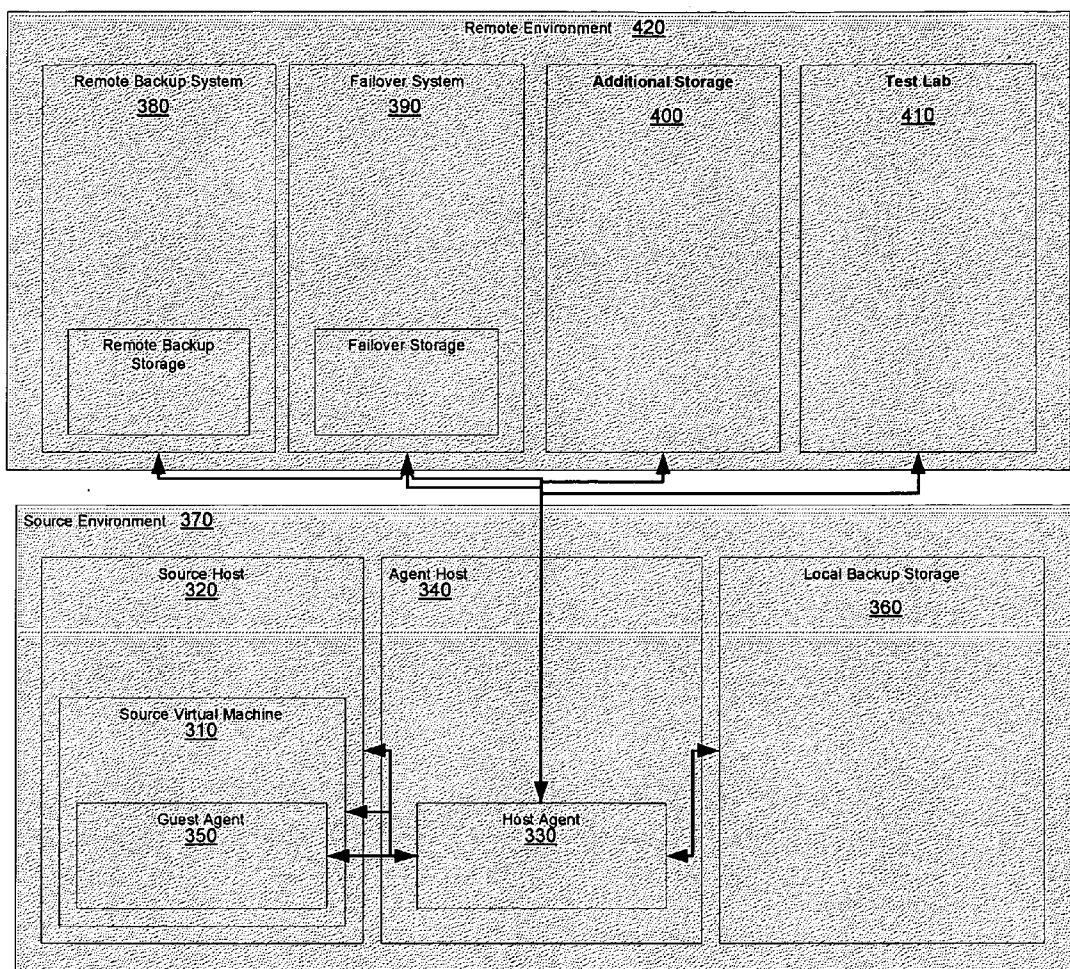 Remote Environment 420
Remote Backup System
380
Failover System
390
Additional Storage
400
Test Lab
410
Remote Backup
Storage
Failover Storage
Source Environment 370
Source Host
320
Agent Host
340
Local Backup Storage
360
Source Virtual Machine
310
Guest Agent
350
Host Agent
330